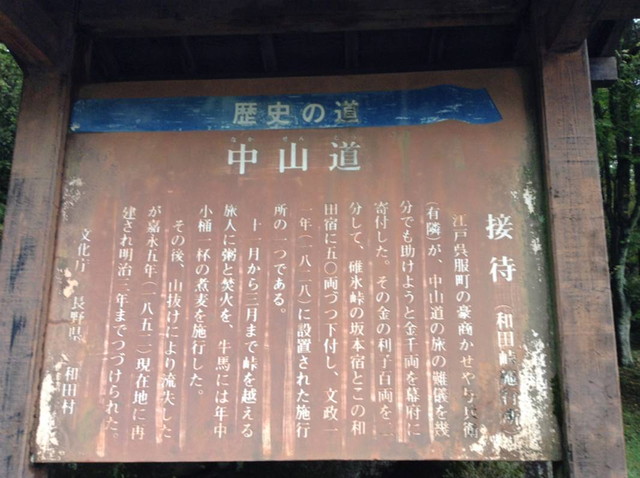 歴史の道
中山道
接待（和田峠施行所）
江戸呉服町の豪商かせや与兵衛
（有隣）が、中山道の旅の難儀を幾
分でも助けようと金千両を幕府に
寄付した。その金の利子百両を二
分して、碓氷峠の坂本宿とこの和
田宿に五〇両づつ下付し、文政一
一年（一八二八）に設置された施行
所の一つである。
十一月から三月まで峠を越える
旅人に粥と焚火を、牛馬には年中
小桶一杯の煮麦を施行した。
その後、山抜けにより流失した
が嘉永五年（一八五二）現在地に再
建され明治三年までつづけられた。
文化庁 長野県 和田村